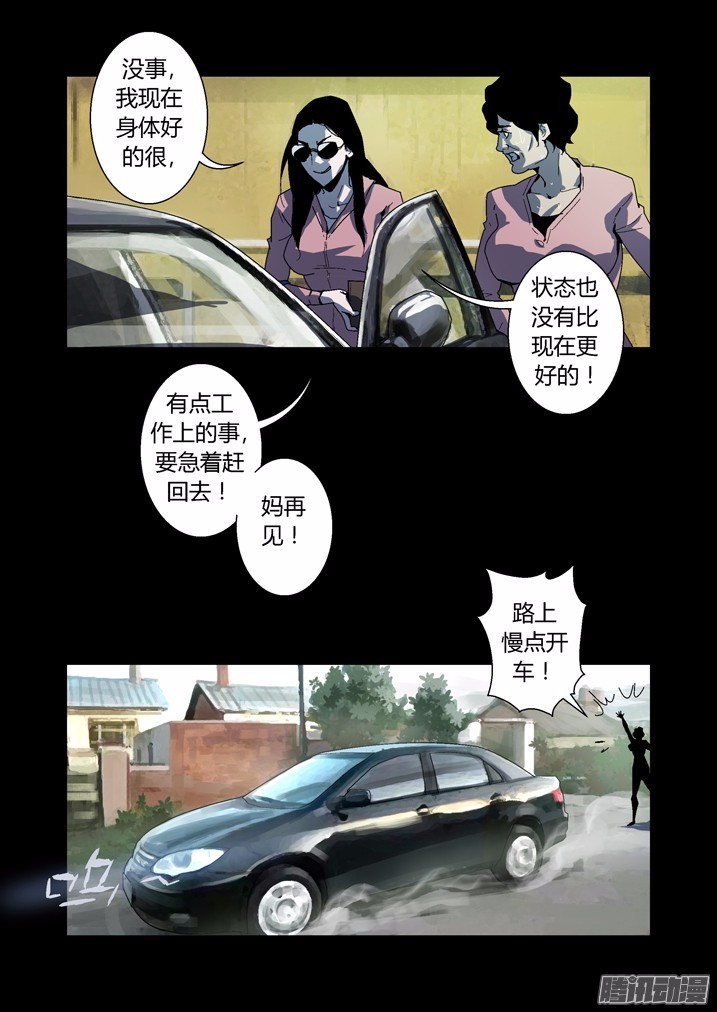 没事,
我现在
身体好
的很,
状态也
没有比
现在更
好的!
有点工
作上的事,
要急着赶
回去!
妈再
见!
路上
慢点开
车!
腾讯动漫